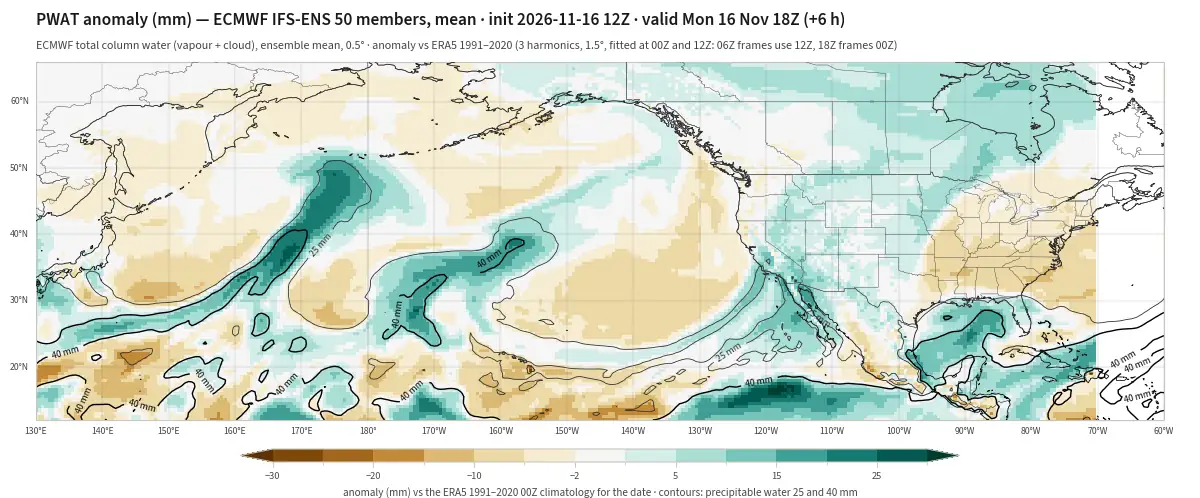 PWAT anomaly (mm) — ECMWF IFS-ENS 50 members, mean · init 2026-11-16 12Z · valid Mon 16 Nov 18Z (+6 h)
ECMWF total column water (vapour + cloud), ensemble mean, 0.5° · anomaly vs ERA5 1991–2020 (3 harmonics, 1.5°, fitted at 00Z and 12Z: 06Z frames use 12Z, 18Z frames 00Z)
60°N
50°N
40°N
30°N
20°N
25 mm
40 mm
40 mm
25 mm
40 mm
40 mm
40 mm
40 mm
40 mm
40 mm
40 mm
40 mm
40 mm
40 mm
40 mm
130°E 140°E 150°E 160°E 170°E 180° 170°W 160°W 150°W 140°W 130°W 120°W 110°W 100°W 90°W 80°W 70°W 60°W
−30 −20 −10 −2 5 15 25
anomaly (mm) vs the ERA5 1991–2020 00Z climatology for the date · contours: precipitable water 25 and 40 mm